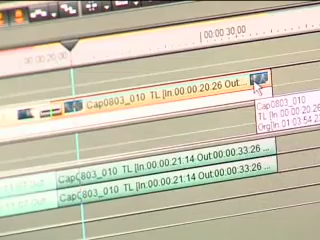 00:00:20;00
00:00:30;00
Cap0803_010 TL [In.00:00:20.26 Out...
Cap0803_010
TL [In.00:00:20.26
Org[In.01:03:54.23
Cap0803_010 TL [In.00:00:21:14 Out.00:00:33:26 ...
Cap0803_010 TL [In.00:00:21:14 Out.00:00:33:26 ...